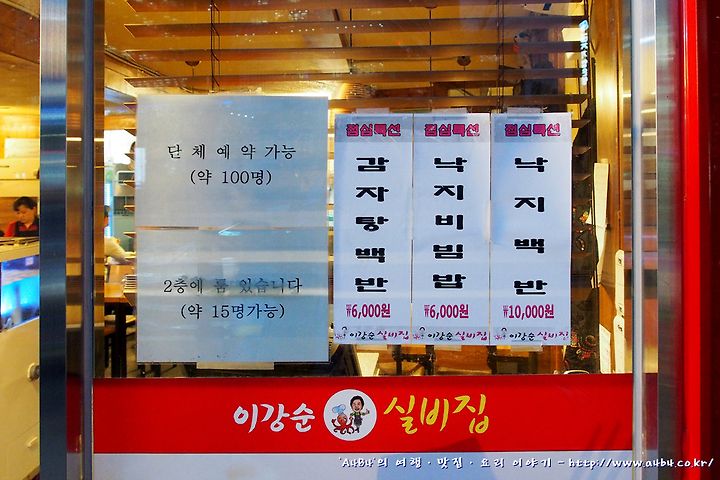 단체예약 가능
(약 100명)
2층에 룸 있습니다
(약 15명가능)
점심특선
감자탕백반
₩6,000원
이강순 실비집
점심특선
낙지비빔밥
₩6,000원
이강순 실비집
점심특선
낙지백반
₩10,000원
이강순 실비집
이강순 실비집
'A4B4'의 여행·맛집·요리 이야기 - http://www.a4b4.co.kr/